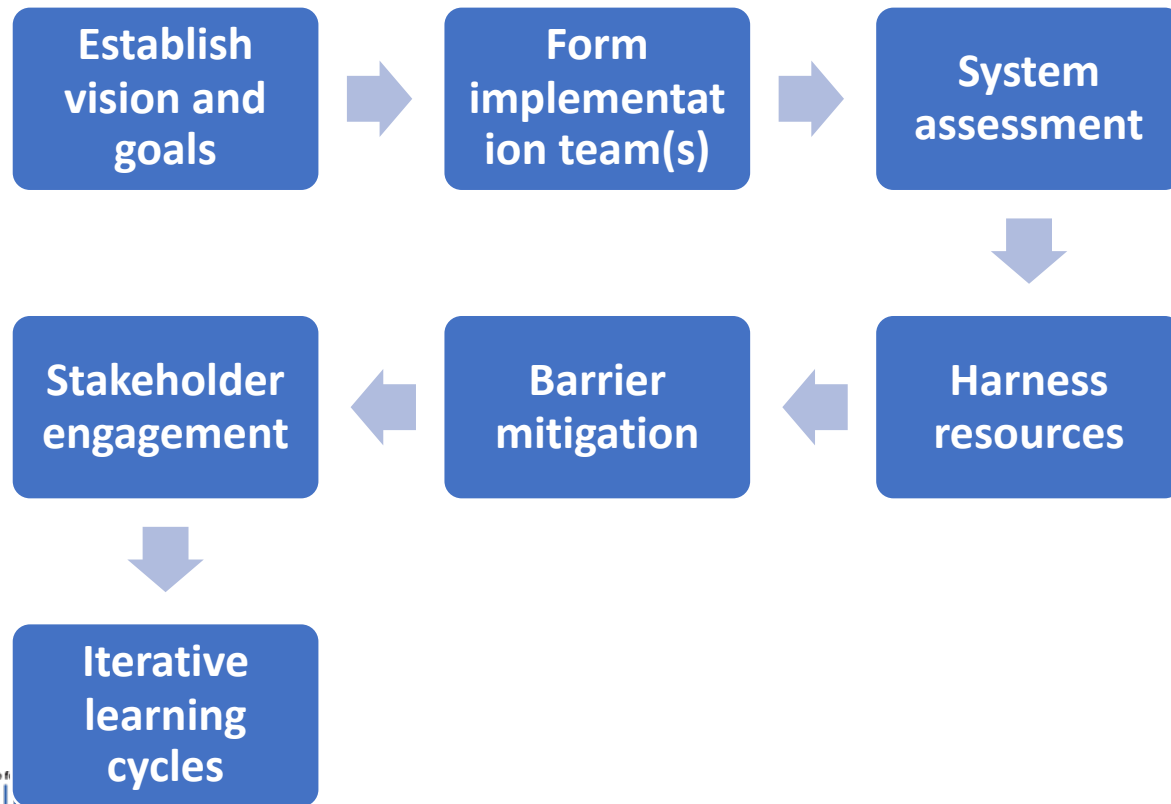 Establish
vision and
goals
Form
implementat
ion team(s)
System
assessment
Harness
resources
Barrier
mitigation
Stakeholder
engagement
Iterative
learning
cycles